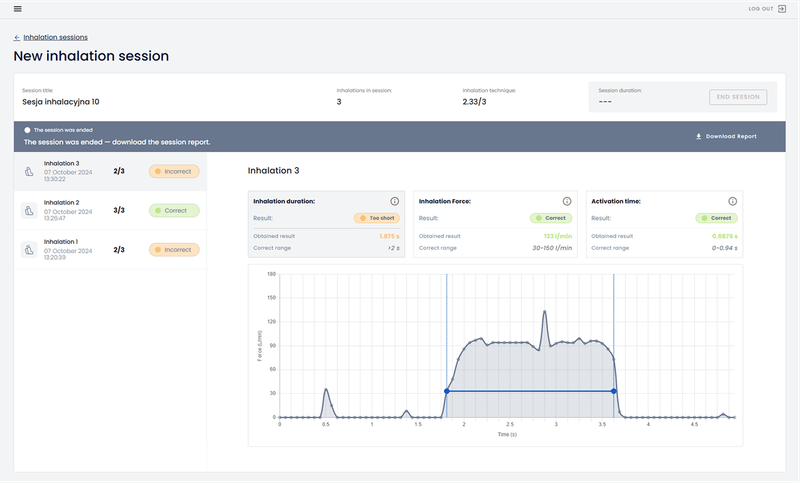 LOG OUT
← Inhalation sessions
New inhalation session
Session title:
Sesja inhalacyjna 10
Inhalations in session:
3
Inhalation technique:
2.33/3
Session duration:
---
END SESSION
The session was ended
The session was ended — download the session report.
Download Report
Inhalation 3
07 October 2024
13:30:22
2/3
Incorrect
Inhalation 2
07 October 2024
13:26:47
3/3
Correct
Inhalation 1
07 October 2024
13:20:39
2/3
Incorrect
Inhalation 3
Inhalation duration:
Result:
Too short
Obtained result
1.875 s
Correct range
>2 s
Inhalation Force:
Result:
Correct
Obtained result
133 l/min
Correct range
30-150 l/min
Activation time:
Result:
Correct
Obtained result
Correct range
0-0.94 s
180
150
120
90
60
30
0
Force (L/min)
0 0.5 1 1.5 2 2.5 3 3.5 4 4.5
Time (s)